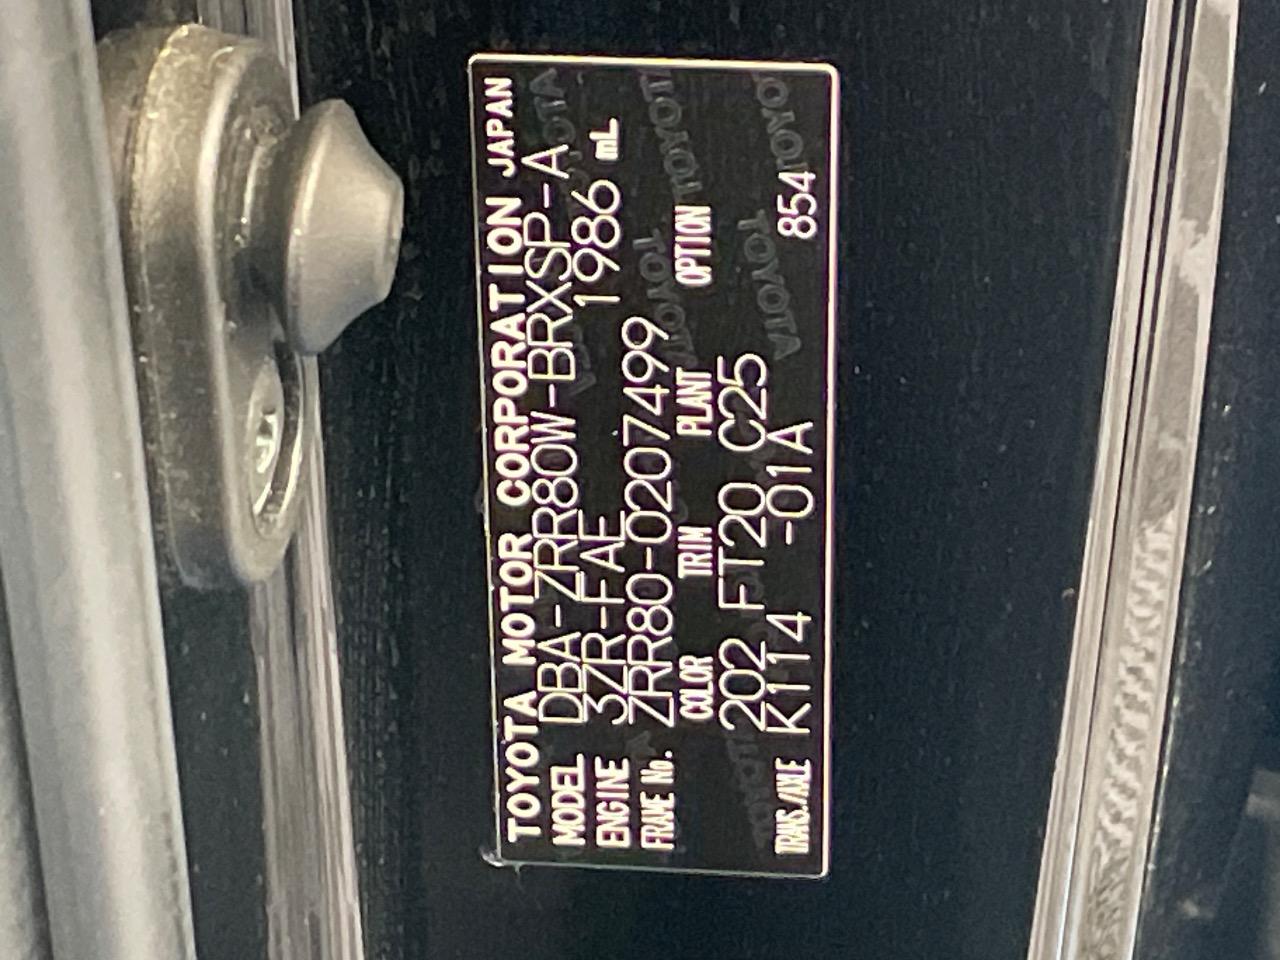 TOYOTA MOTOR CORPORATION JAPAN
MODEL DBA-ZRR80W-BRXSP-A
ENGINE 3ZR-FAE 1986 mL
FRAME No. ZRR80-0207499
COLOR TRIM PLANT OPTION
202 FT20 C25
TRANS./AXLE K114 -01A 854